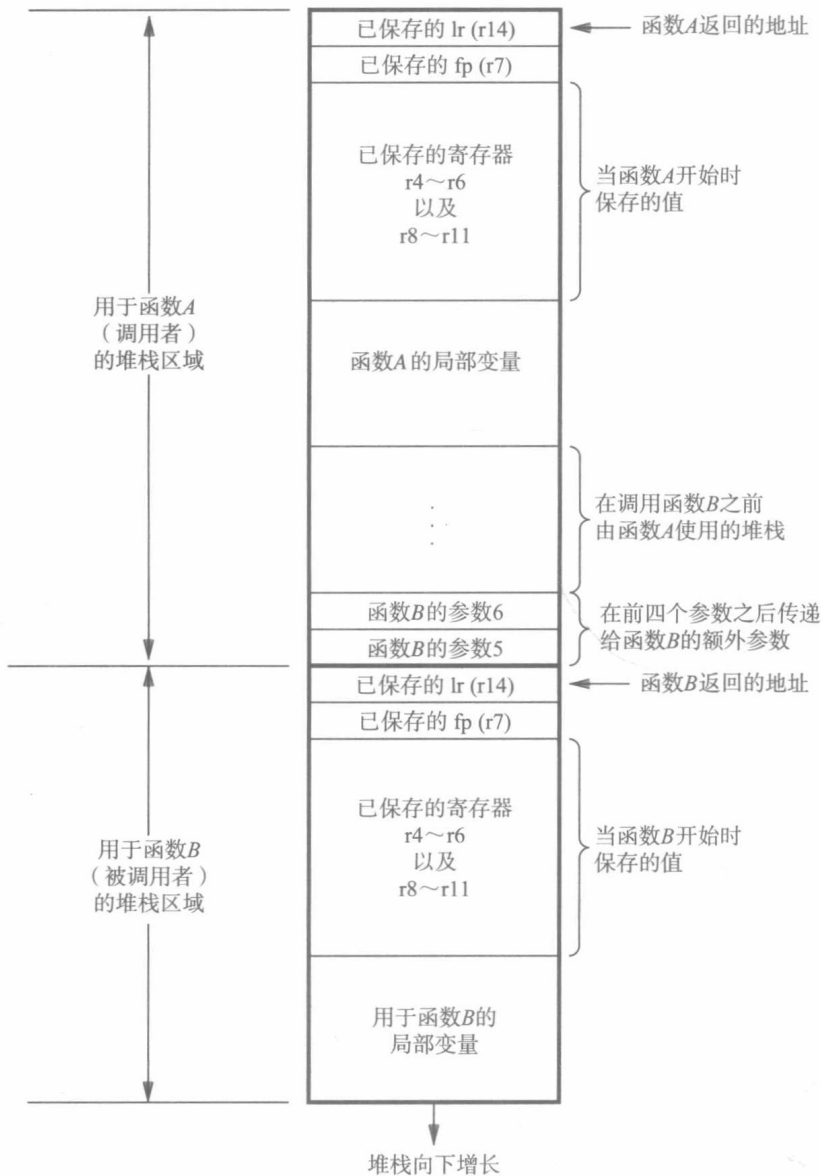 已保存的 lr (r14)
函数A返回的地址
已保存的 fp (r7)
已保存的寄存器
r4～r6
以及
r8～r11
当函数A开始时
保存的值
用于函数A
（调用者）
的堆栈区域
函数A的局部变量
在调用函数B之前
由函数A使用的堆栈
函数B的参数6
函数B的参数5
在前四个参数之后传递
给函数B的额外参数
已保存的 lr (r14)
函数B返回的地址
已保存的 fp (r7)
已保存的寄存器
r4～r6
以及
r8～r11
当函数B开始时
保存的值
用于函数B
（被调用者）
的堆栈区域
用于函数B的
局部变量
堆栈向下增长